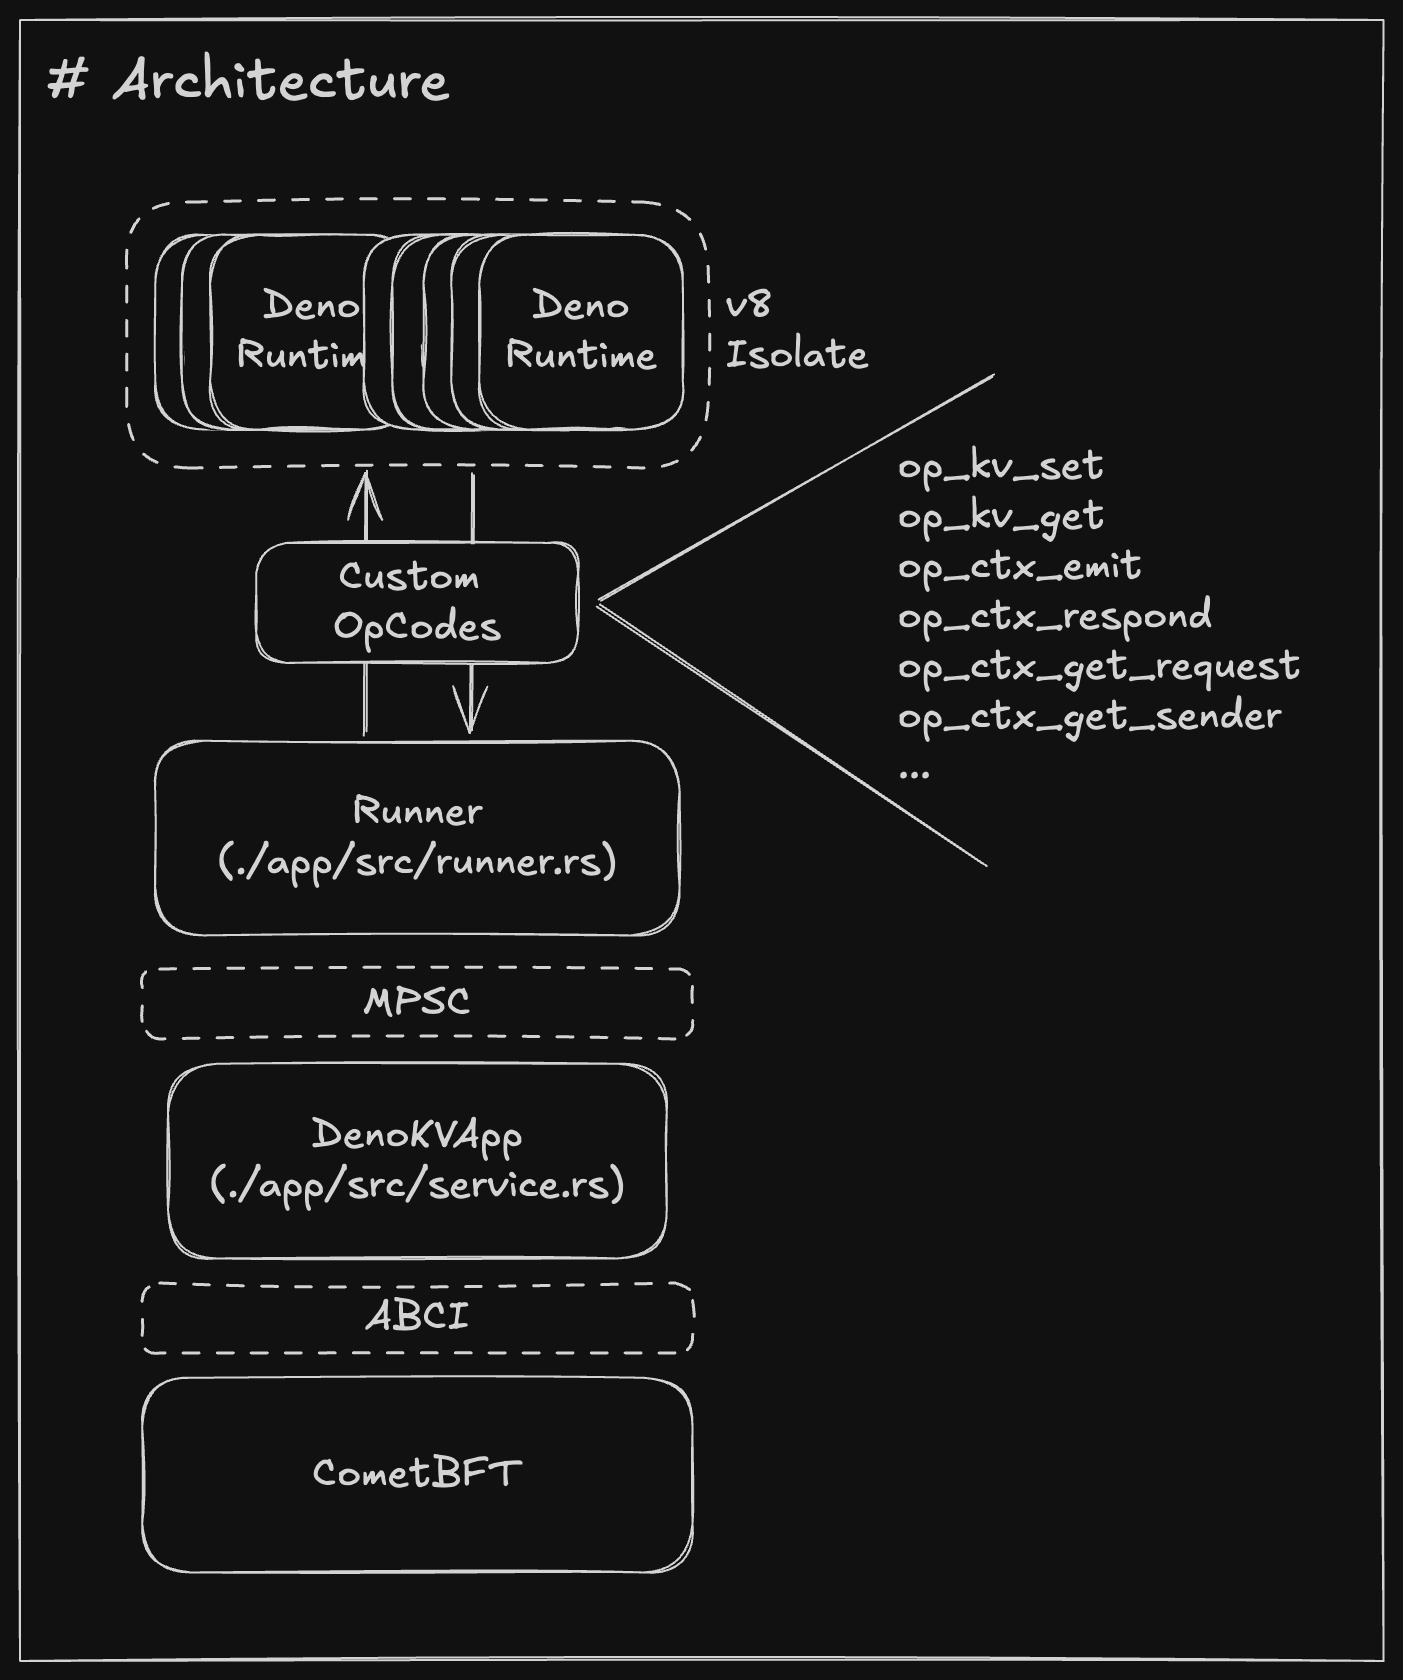 # Architecture
Deno
Runtim
Deno
Runtime
v8
Isolate
Custom
OpCodes
op_kv_set
op_kv_get
op_ctx_emit
op_ctx_respond
op_ctx_get_request
op_ctx_get_sender
...
Runner
(./app/src/runner.rs)
MPSC
DenoKVApp
(./app/src/service.rs)
ABCI
CometBFT